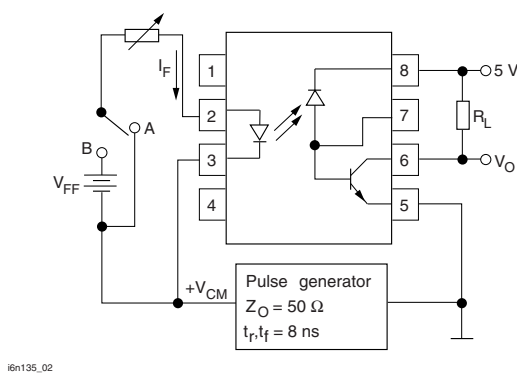 I_F
1
2
3
4
8
7
6
5
5 V
R_L
V_O
A
B
V_FF
+V_CM
Pulse generator
Z_O = 50 Ω
t_r,t_f = 8 ns
i6n135_02